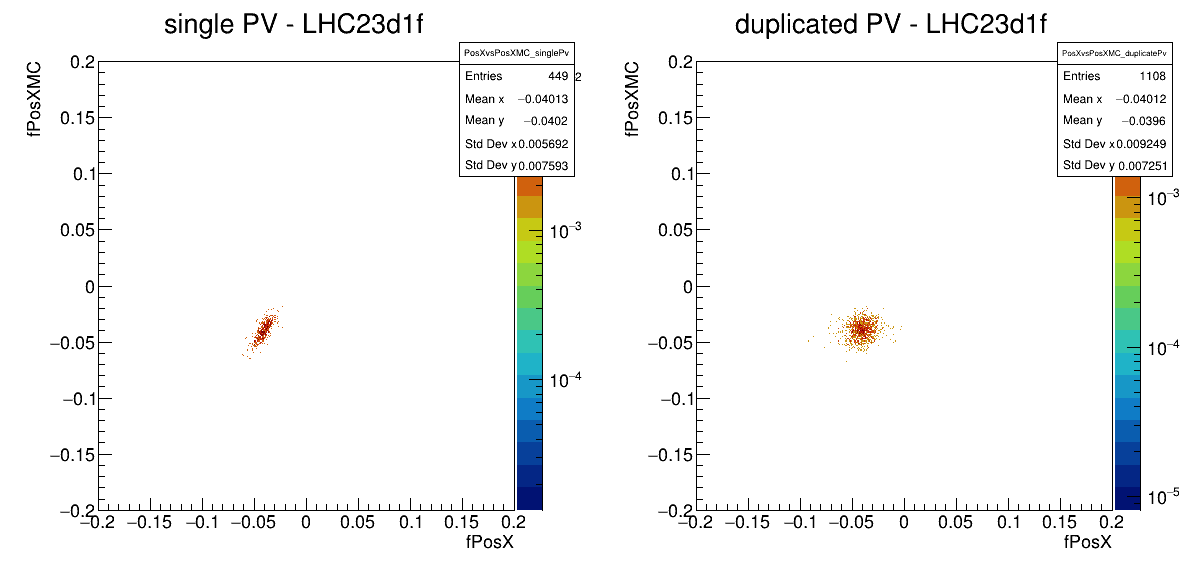 single PV - LHC23d1f
PosXvsPosXMC_singlePv
Entries 449
Mean x −0.04013
Mean y −0.0402
Std Dev x 0.005692
Std Dev y 0.007593
fPosXMC
0.2
0.15
0.1
0.05
0
−0.05
−0.1
−0.15
−0.2
−0.2 −0.15 −0.1 −0.05 0 0.05 0.1 0.15 0.2
fPosX
2
10−3
10−4
duplicated PV - LHC23d1f
PosXvsPosXMC_duplicatePv
Entries 1108
Mean x −0.04012
Mean y −0.0396
Std Dev x 0.009249
Std Dev y 0.007251
fPosXMC
0.2
0.15
0.1
0.05
0
−0.05
−0.1
−0.15
−0.2
−0.2 −0.15 −0.1 −0.05 0 0.05 0.1 0.15 0.2
fPosX
10−3
10−4
10−5